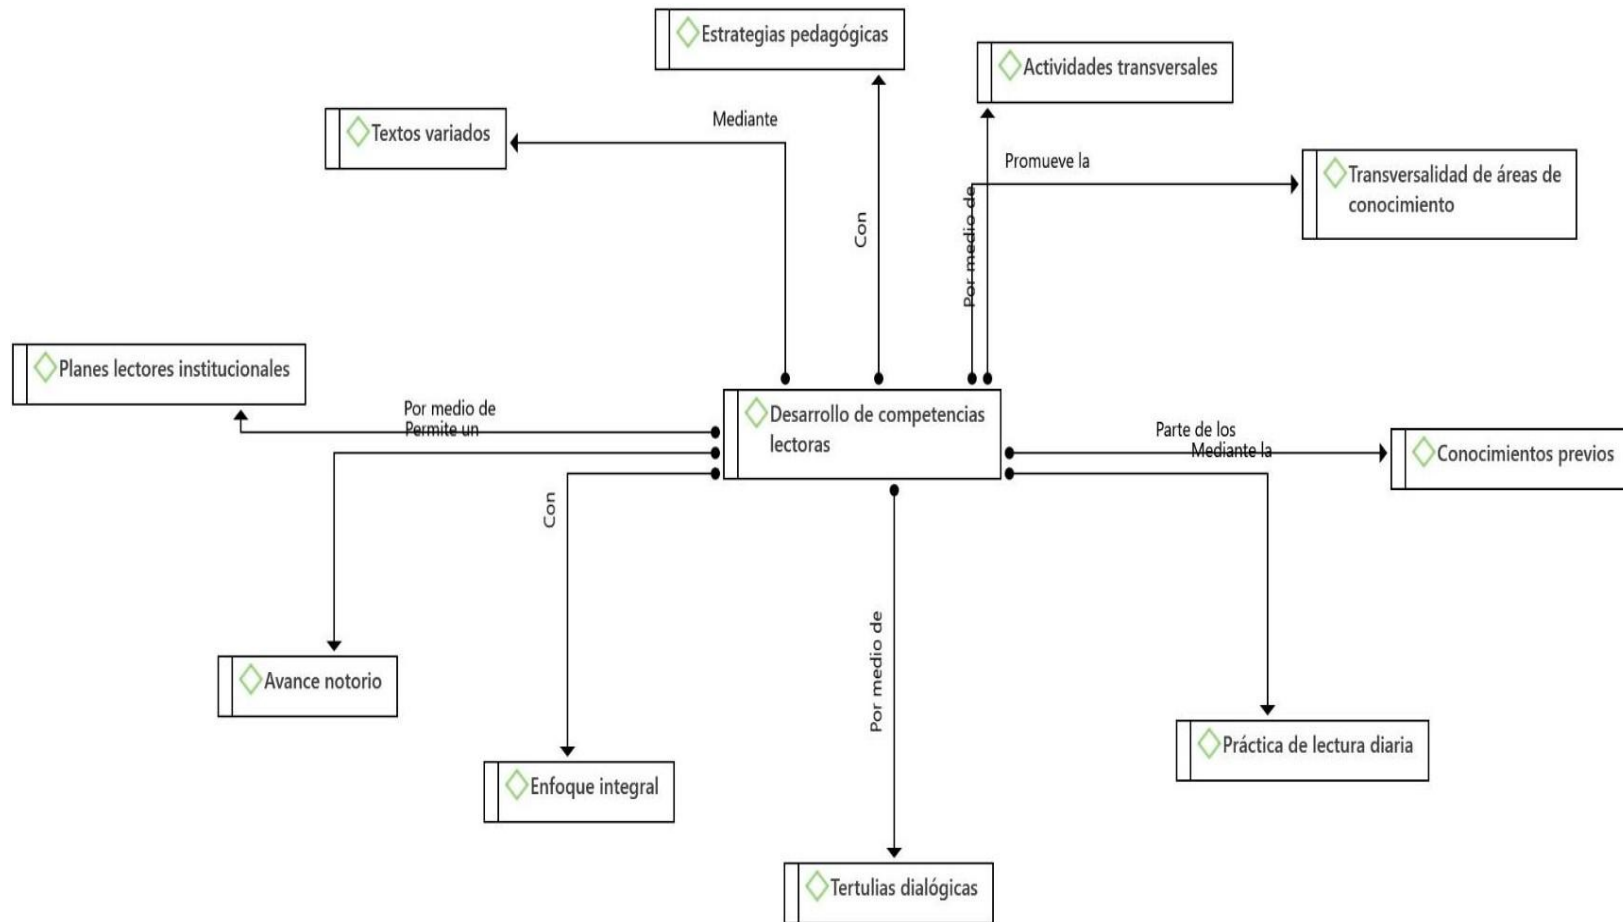 Estrategias pedagógicas
Actividades transversales
Textos variados
Mediante
Promueve la
Transversalidad de áreas de
conocimiento
Con
Por medio de
Planes lectores institucionales
Por medio de
Permite un
Desarrollo de competencias
lectoras
Parte de los
Mediante la
Conocimientos previos
Con
Por medio de
Avance notorio
Práctica de lectura diaria
Enfoque integral
Tertulias dialógicas